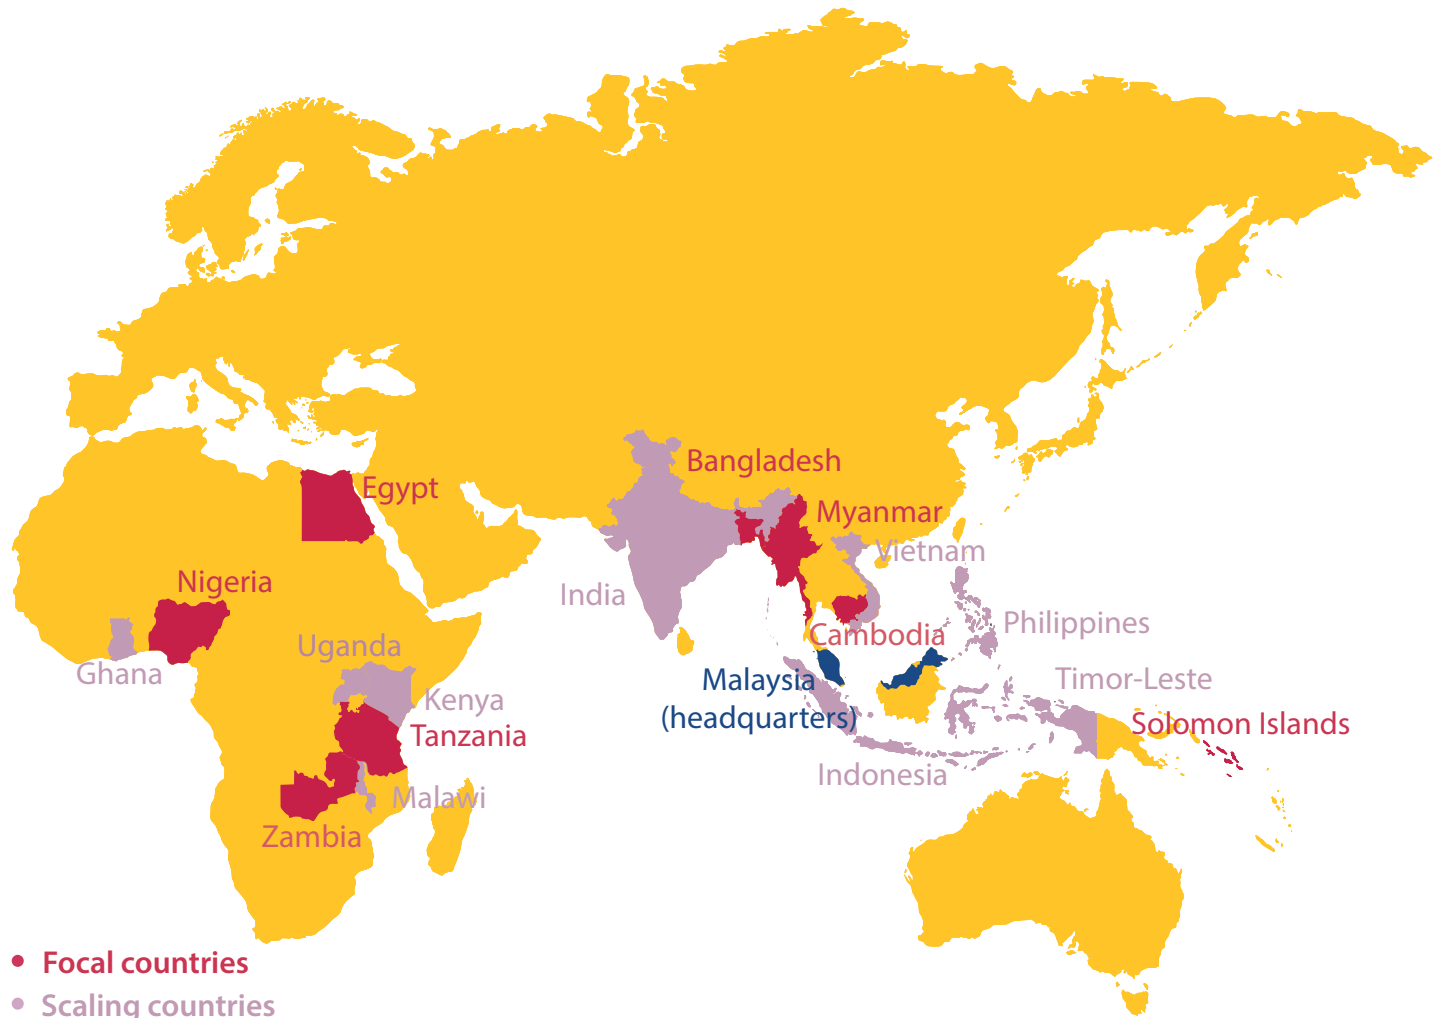 Bangladesh
Egypt
Myanmar
Vietnam
Nigeria
India
Philippines
Cambodia
Uganda
Ghana
Malaysia
(headquarters)
Timor-Leste
Kenya
Solomon Islands
Tanzania
Indonesia
Malawi
Zambia
• Focal countries
• Scaling countries